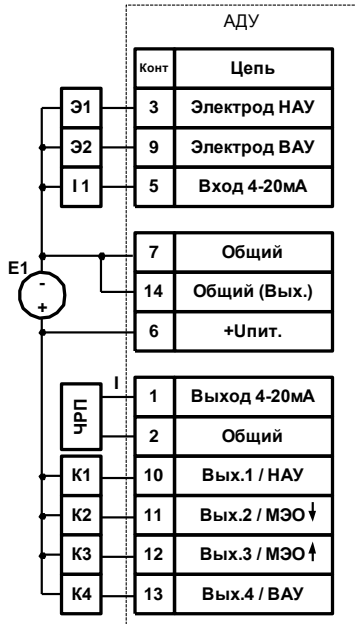 АДУ
Конт Цепь
Э1 3 Электрод НАУ
Э2 9 Электрод ВАУ
I 1 5 Вход 4-20мА
7 Общий
E1 - 14 Общий (Вых.)
+ 6 +Uпит.
ЧРП I 1 Выход 4-20мА
2 Общий
К1 10 Вых.1 / НАУ
К2 11 Вых.2 / МЭО↓
К3 12 Вых.3 / МЭО↑
К4 13 Вых.4 / ВАУ